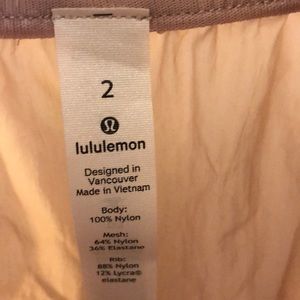 2
lululemon
Designed in
Vancouver
Made in Vietnam
Body:
100% Nylon
Mesh:
64% Nylon
36% Elastane
Rib:
88% Nylon
12% Lycra®
elastane